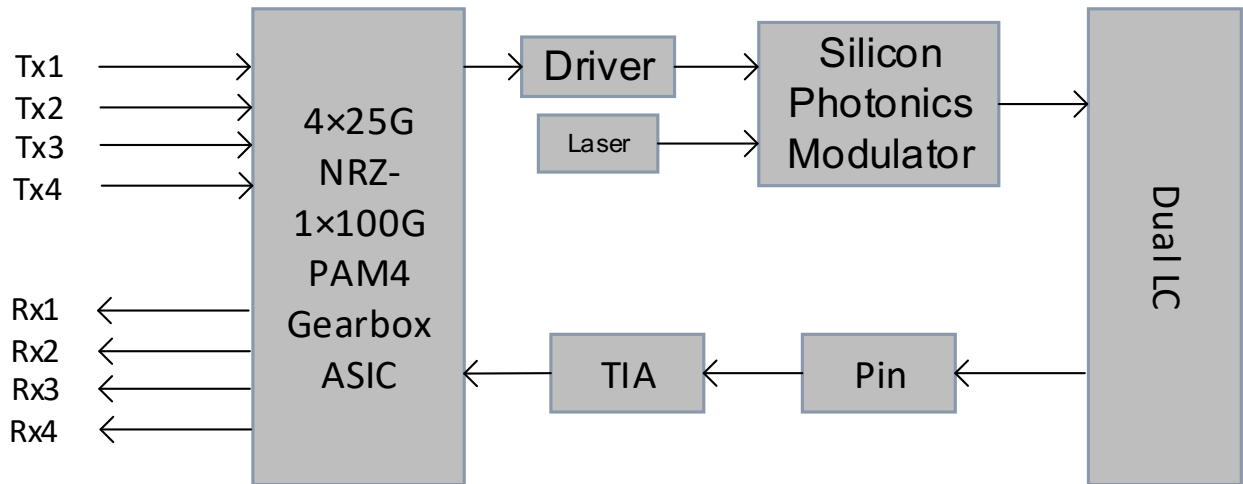 Tx1
Tx2
Tx3
Tx4
Rx1
Rx2
Rx3
Rx4
4×25G
NRZ-
1×100G
PAM4
Gearbox
ASIC
Driver
Laser
Silicon
Photonics
Modulator
TIA
Pin
Dual LC